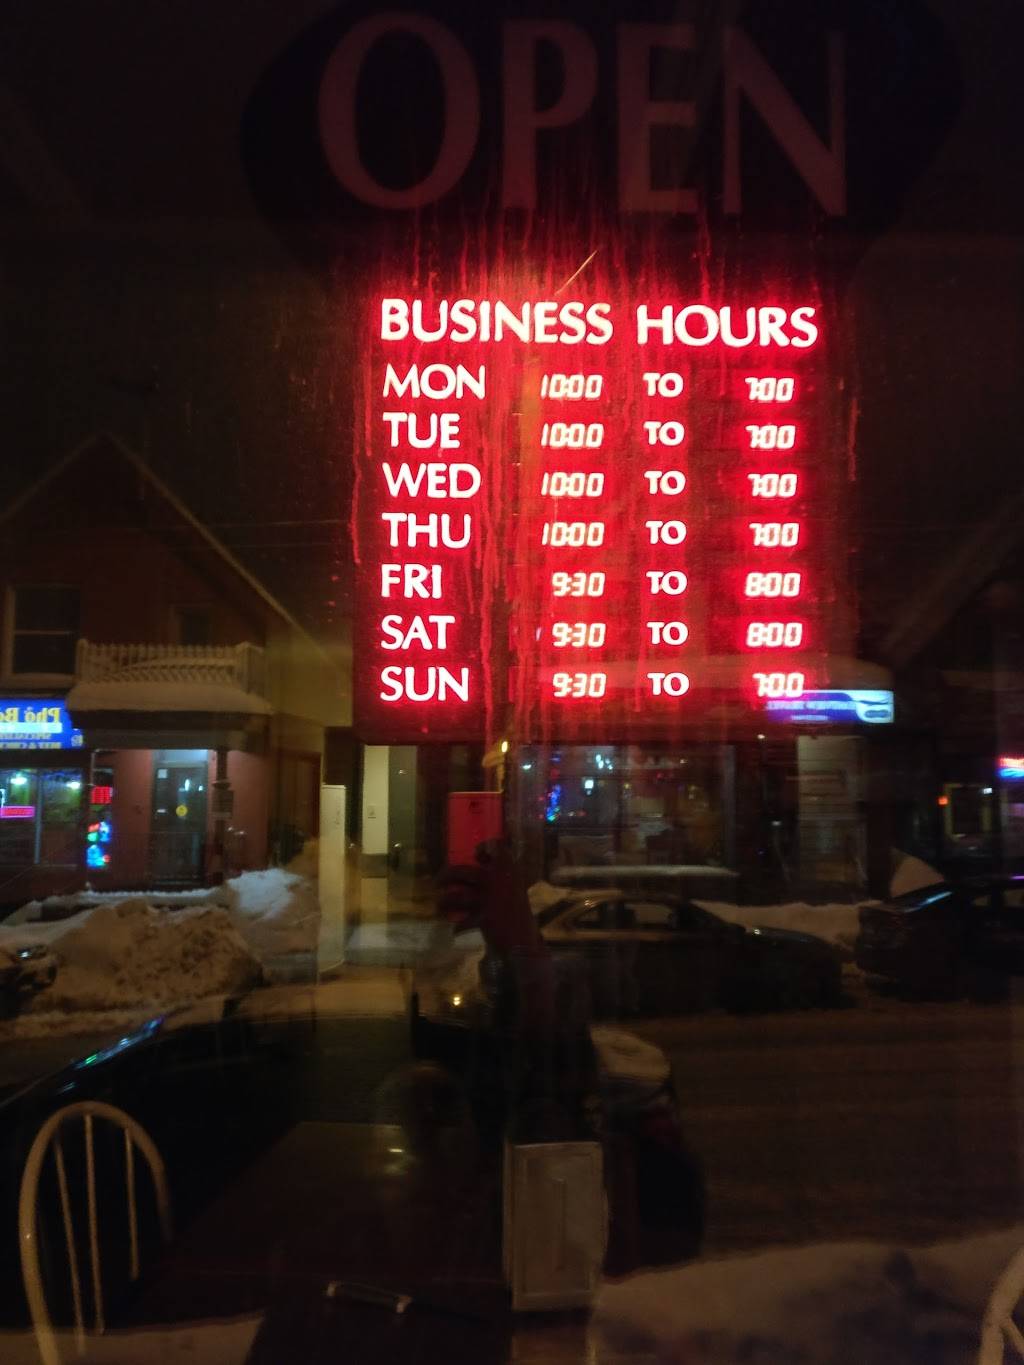 OPEN
BUSINESS HOURS
MON 10:00 TO 7:00
TUE 10:00 TO 7:00
WED 10:00 TO 7:00
THU 10:00 TO 7:00
FRI 9:30 TO 8:00
SAT 9:30 TO 8:00
SUN 9:30 TO 7:00
Phở